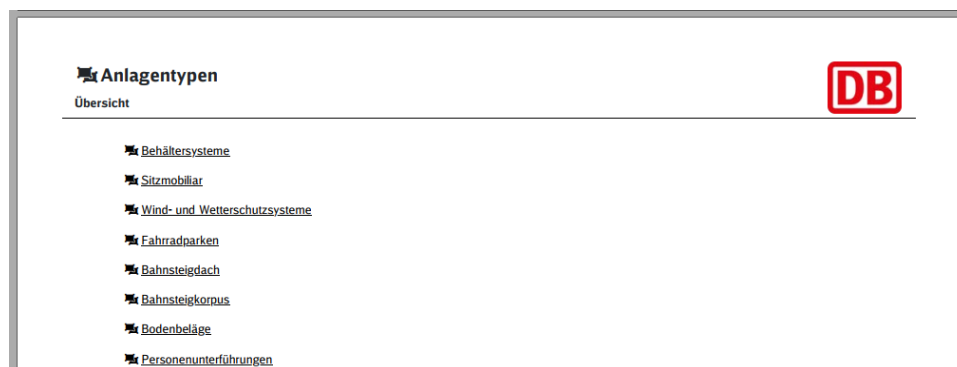 Anlagentypen
DB
Übersicht
Behältersysteme
Sitzmobiliar
Wind- und Wetterschutzsysteme
Fahrradparken
Bahnsteigdach
Bahnsteigkorpus
Bodenbeläge
Personenunterführungen